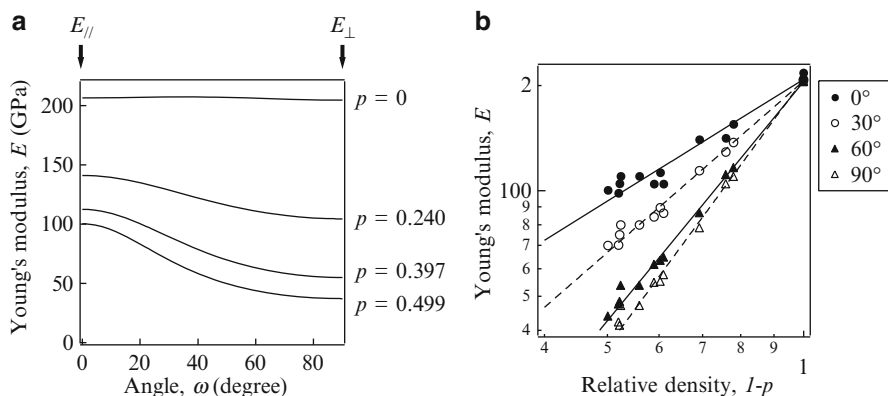 a
E// E⊥
Young's modulus, E (GPa)
200
150
100
50
0
p = 0
p = 0.240
p = 0.397
p = 0.499
0 20 40 60 80
Angle, ω (degree)
b
Young's modulus, E
2
100
9
8
7
6
5
4
4 5 6 7 8 9 1
Relative density, 1-p
0°
30°
60°
90°